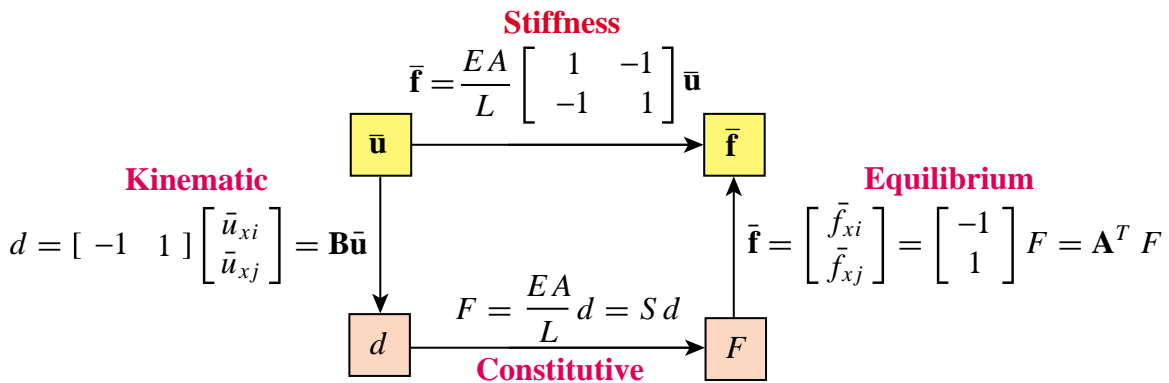 Stiffness
f̄ = EA/L [ 1 −1 ; −1 1 ] ū
ū
f̄
Kinematic
d = [ −1 1 ] [ ū_xi ; ū_xj ] = Bū
Equilibrium
f̄ = [ f̄_xi ; f̄_xj ] = [ −1 ; 1 ] F = A^T F
F = EA/L d = S d
d
F
Constitutive